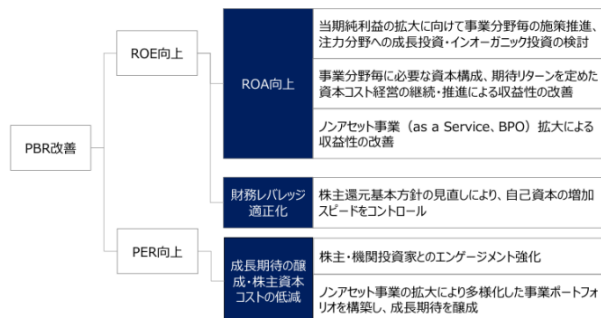 PBR改善
ROE向上
PER向上
ROA向上
当期純利益の拡大に向けて事業分野毎の施策推進、
注力分野への成長投資・インオーガニック投資の検討
事業分野毎に必要な資本構成、期待リターンを定めた
資本コスト経営の継続・推進による収益性の改善
ノンアセット事業（as a Service、BPO）拡大による
収益性の改善
財務レバレッジ
適正化
株主還元基本方針の見直しにより、自己資本の増加
スピードをコントロール
成長期待の醸
成・株主資本
コストの低減
株主・機関投資家とのエンゲージメント強化
ノンアセット事業の拡大により多様化した事業ポートフォ
リオを構築し、成長期待を醸成